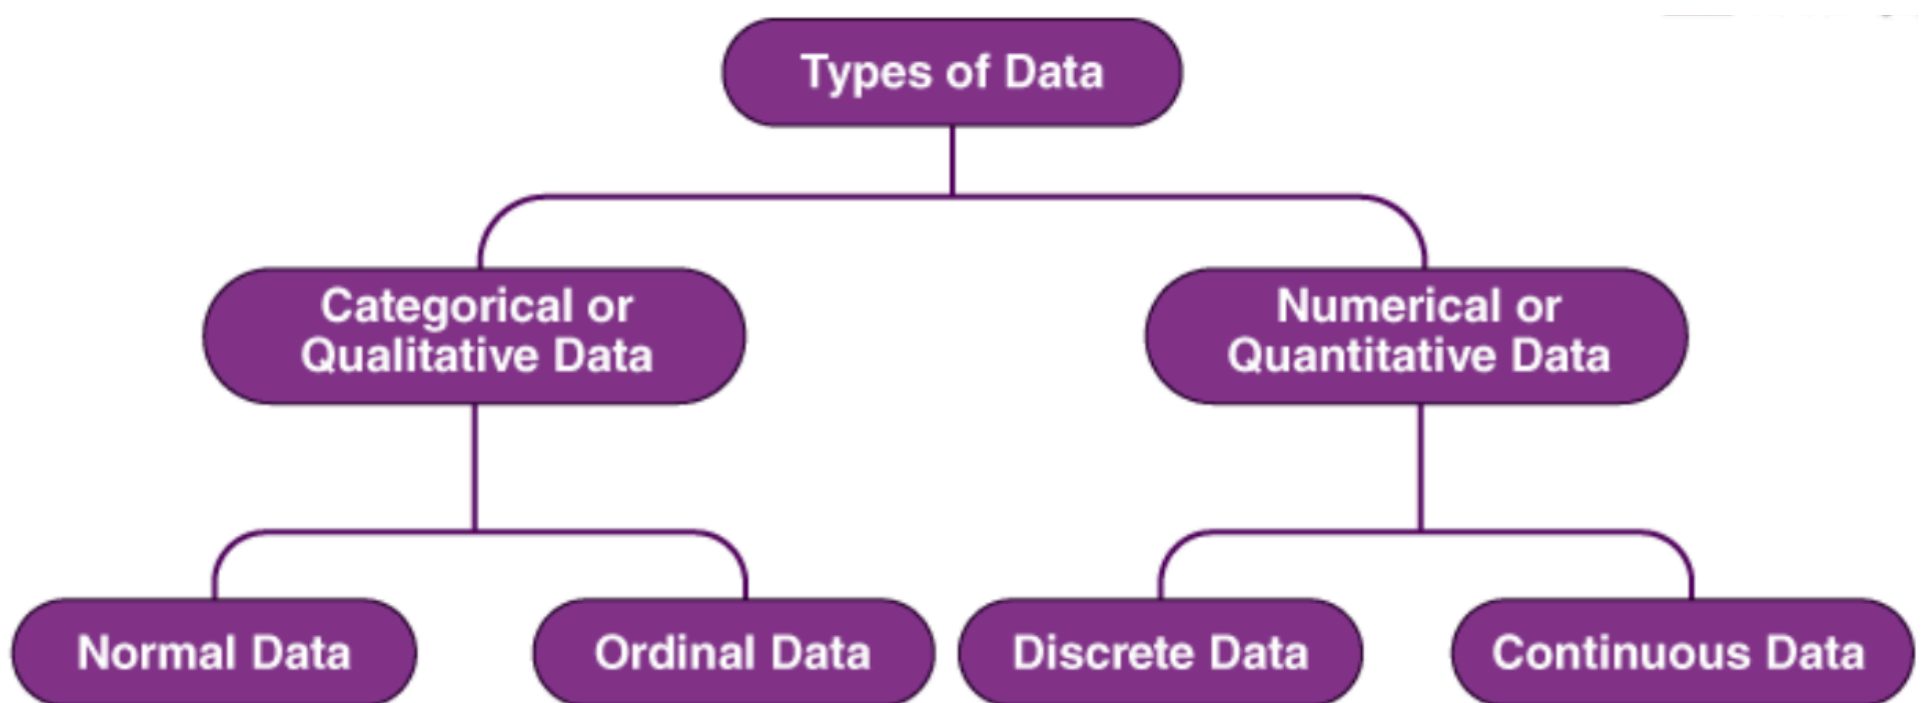 Types of Data
Categorical or
Qualitative Data
Numerical or
Quantitative Data
Normal Data
Ordinal Data
Discrete Data
Continuous Data